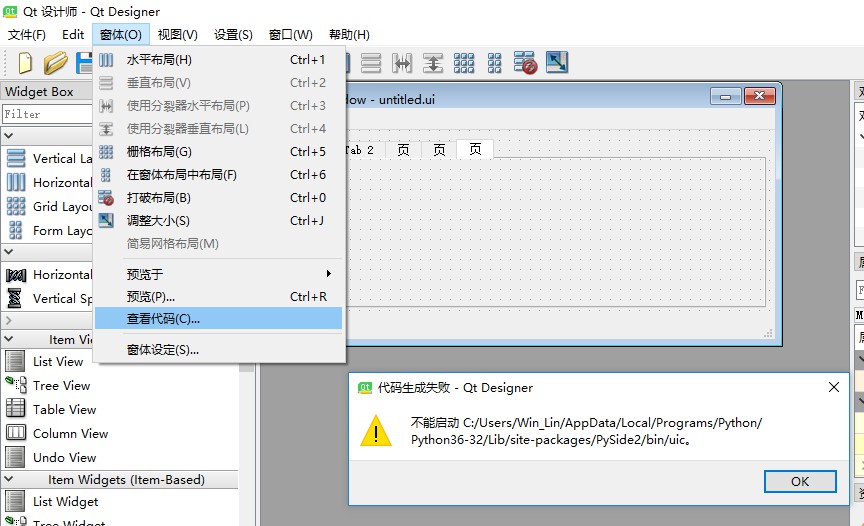 Qt 设计师 - Qt Designer
文件(F) Edit 窗体(O) 视图(V) 设置(S) 窗口(W) 帮助(H)
Widget Box
Filter
Vertical La
Horizontal
Grid Layou
Form Layo
Horizontal
Vertical Sp
Item Vi
List View
Tree View
Table View
Column View
Undo View
Item Widgets (Item-Based)
List Widget
Tree Widget
水平布局(H) Ctrl+1
垂直布局(V) Ctrl+2
使用分裂器水平布局(P) Ctrl+3
使用分裂器垂直布局(L) Ctrl+4
栅格布局(G) Ctrl+5
在窗体布局中布局(F) Ctrl+6
打破布局(B) Ctrl+0
调整大小(S) Ctrl+J
简易网格布局(M)
预览于
预览(P)... Ctrl+R
查看代码(C)...
窗体设定(S)...
dow - untitled.ui
Tab 2 页 页 页
代码生成失败 - Qt Designer
不能启动 C:/Users/Win_Lin/AppData/Local/Programs/Python/
Python36-32/Lib/site-packages/PySide2/bin/uic。
OK